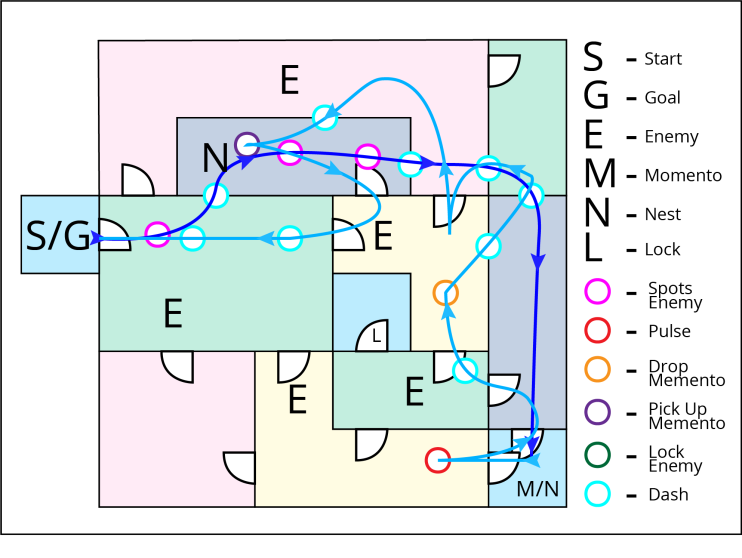 E
N
S/G
E
E
L
E
E
M/N
S - Start
G - Goal
E - Enemy
M - Momento
N - Nest
L - Lock
- Spots
Enemy
- Pulse
- Drop
Memento
- Pick Up
Memento
- Lock
Enemy
- Dash